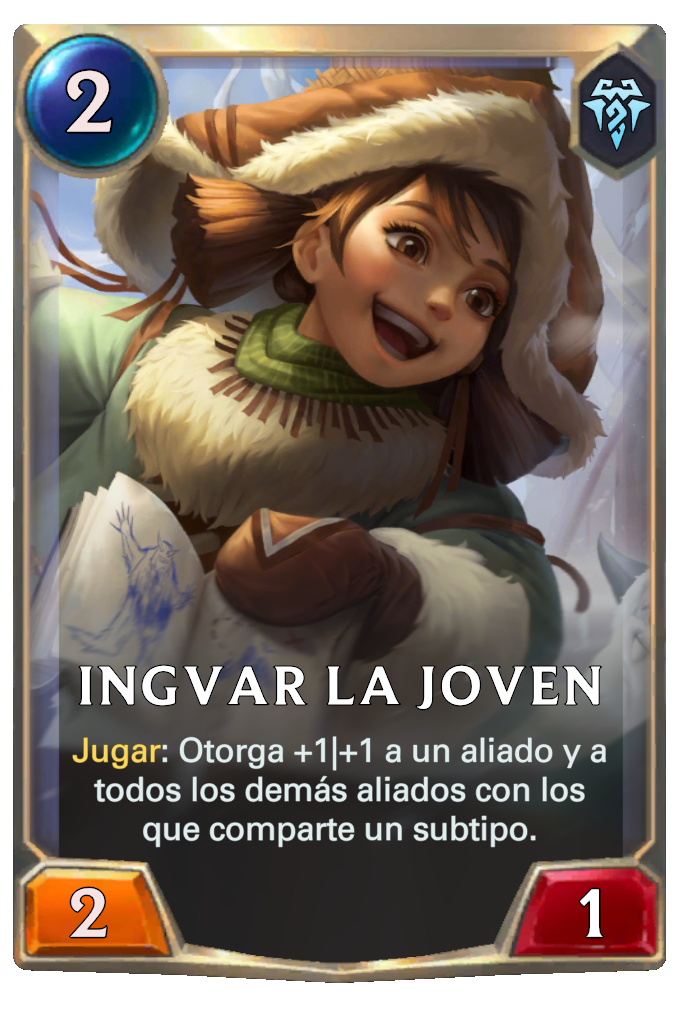 2
INGVAR LA JOVEN
Jugar: Otorga +1|+1 a un aliado y a
todos los demás aliados con los
que comparte un subtipo.
2
1